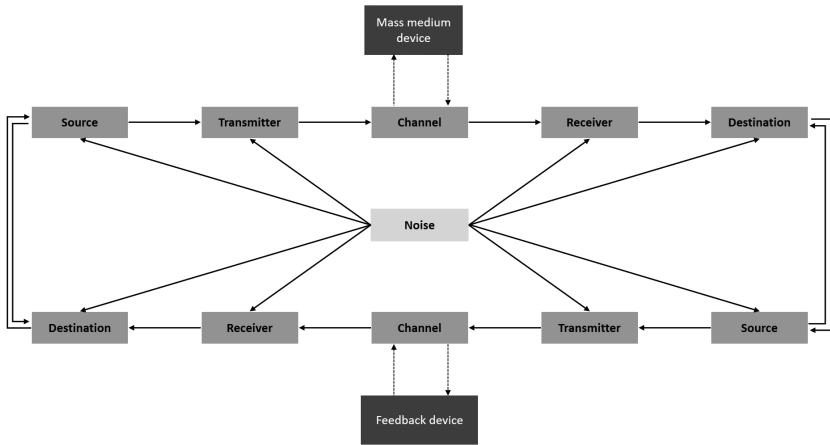 Mass medium
device
Source
Transmitter
Channel
Receiver
Destination
Noise
Destination
Receiver
Channel
Transmitter
Source
Feedback device